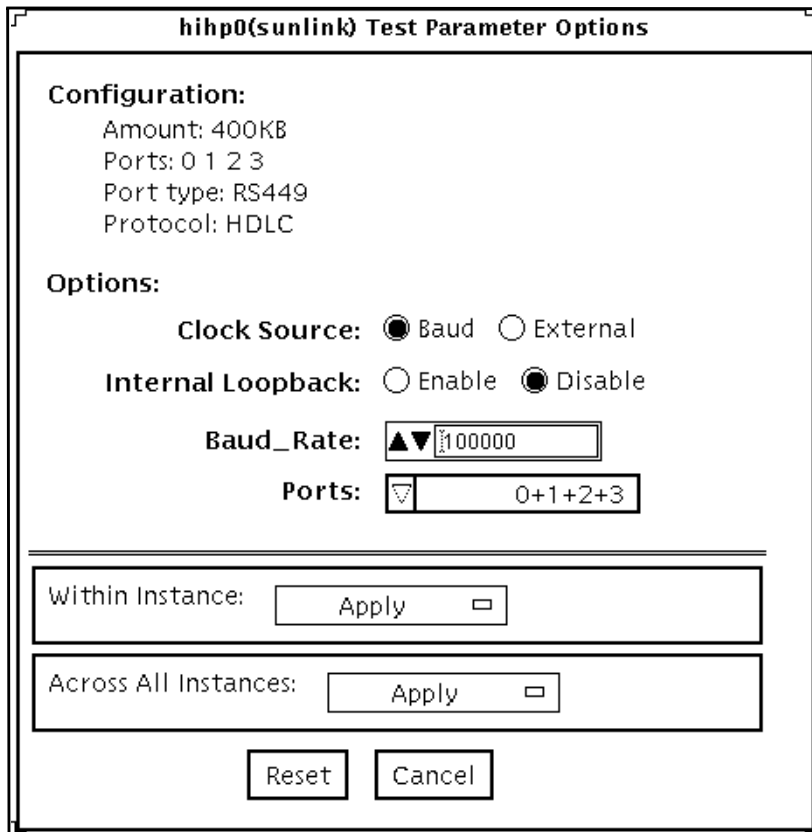 hihp0(sunlink) Test Parameter Options
Configuration:
Amount: 400KB
Ports: 0 1 2 3
Port type: RS449
Protocol: HDLC
Options:
Clock Source: Baud External
Internal Loopback: Enable Disable
Baud_Rate: 100000
Ports: 0+1+2+3
Within Instance: Apply
Across All Instances: Apply
Reset Cancel